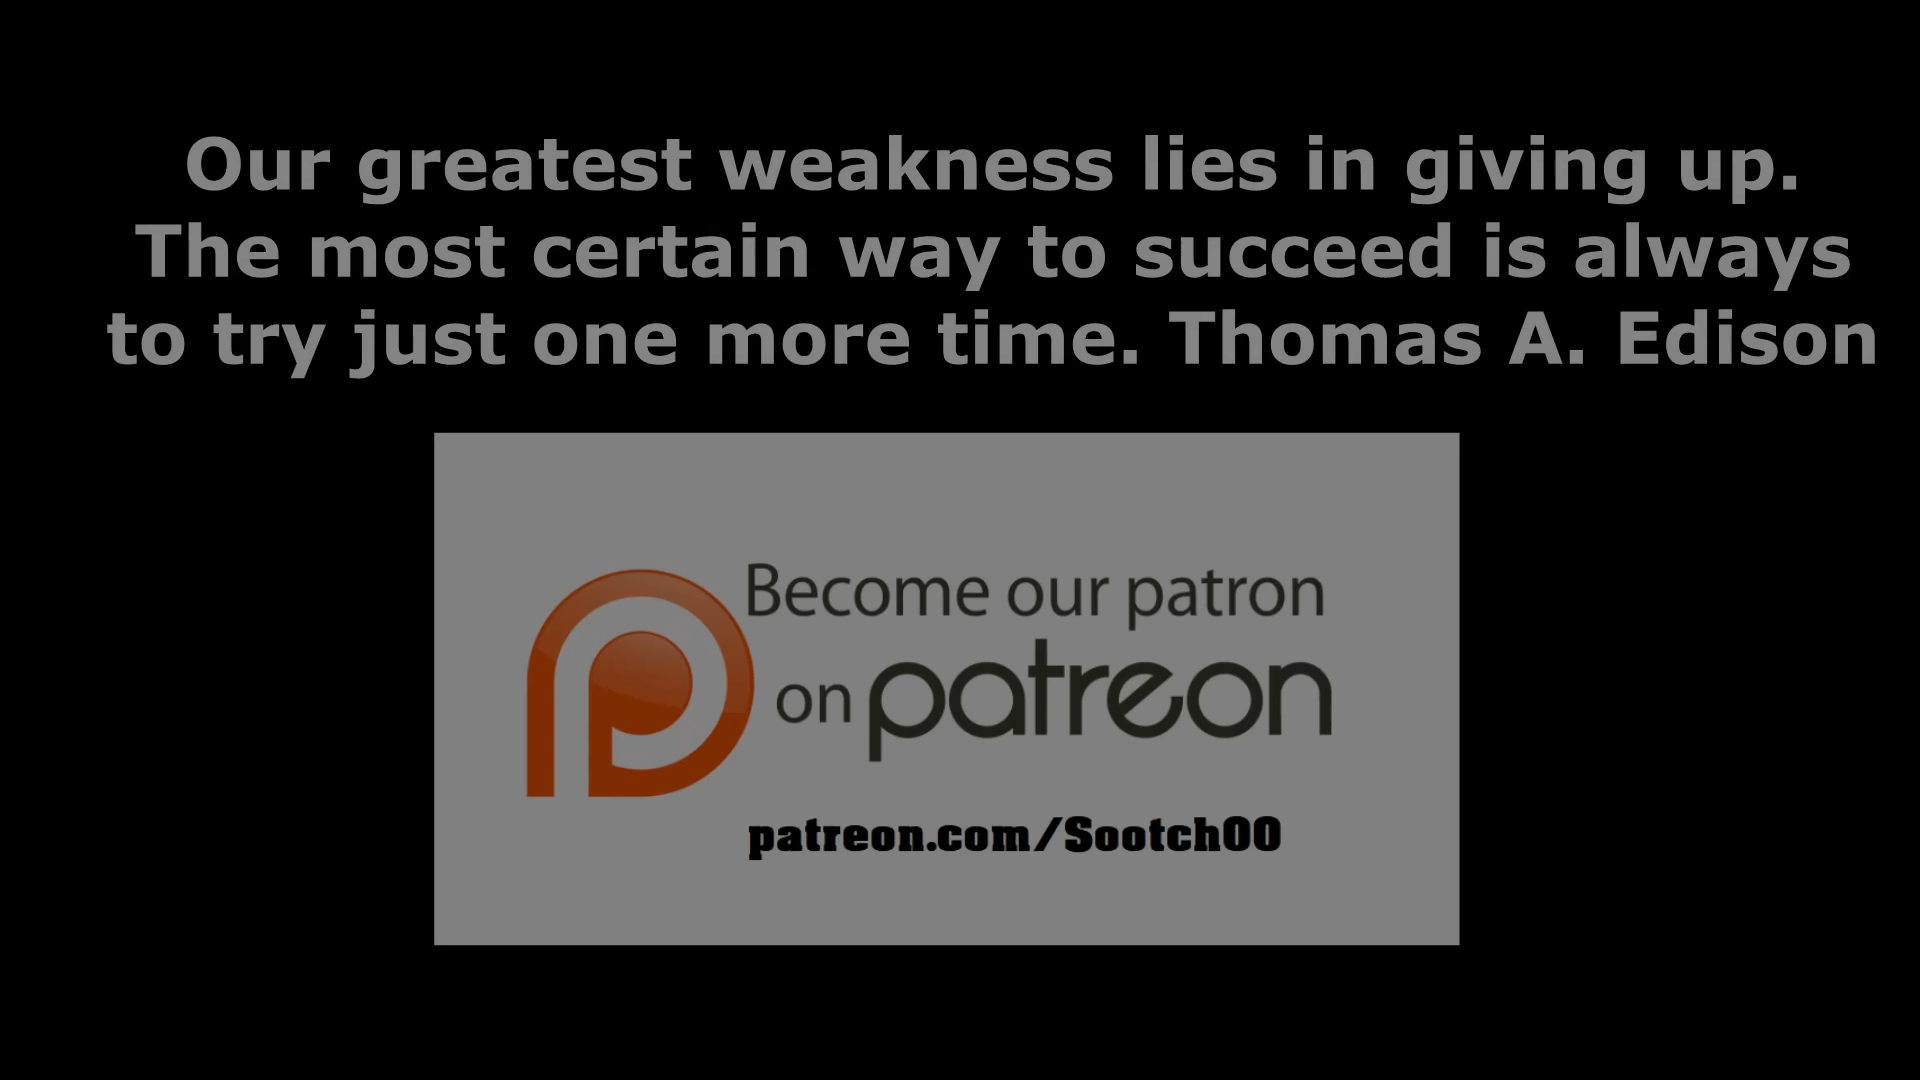 Our greatest weakness lies in giving up.
The most certain way to succeed is always
to try just one more time. Thomas A. Edison
Become our patron
on patreon
patreon.com/Sootch00